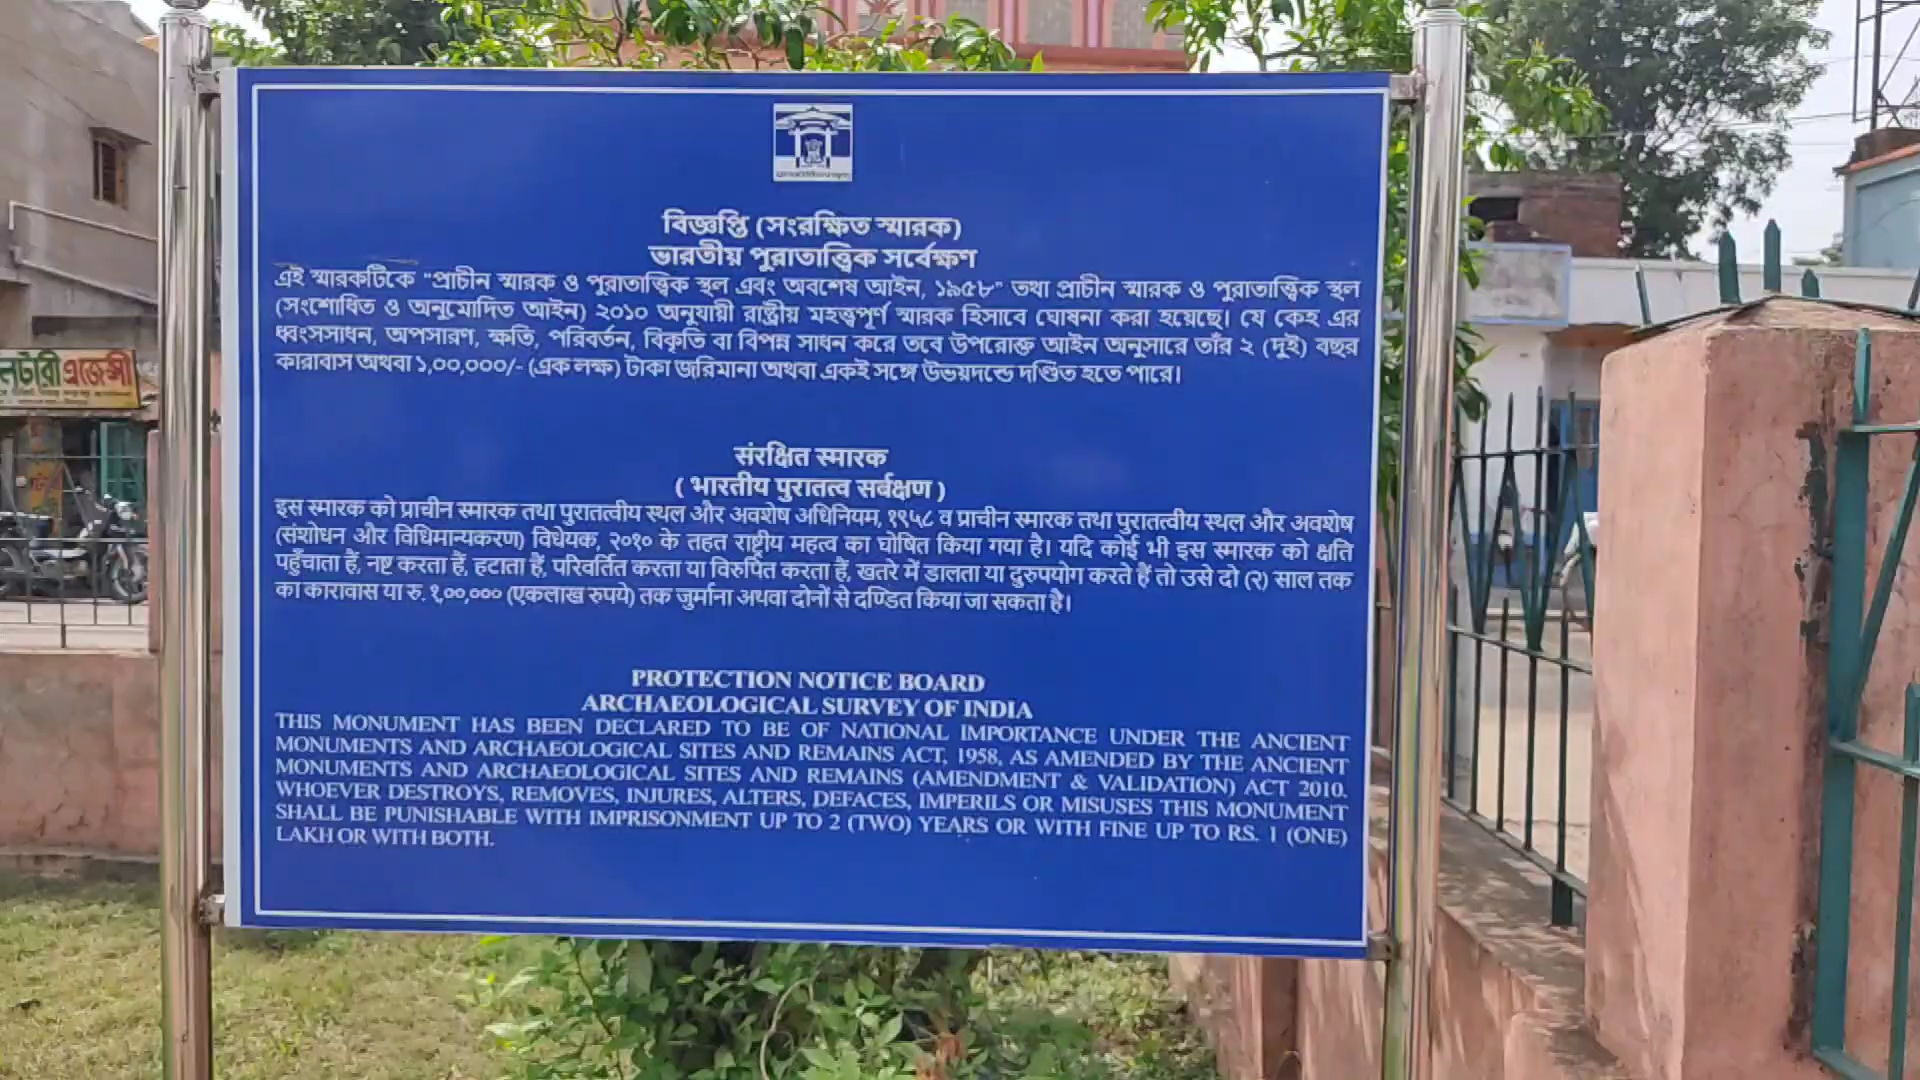 বিজ্ঞপ্তি (সংরক্ষিত স্মারক)
ভারতীয় পুরাতাত্ত্বিক সর্বেক্ষণ
এই স্মারকটিকে "প্রাচীন স্মারক ও পুরাতাত্ত্বিক স্থল এবং অবশেষ আইন, ১৯৫৮" তথা প্রাচীন স্মারক ও পুরাতাত্ত্বিক স্থল
(সংশোধিত ও অনুমোদিত আইন) ২০১০ অনুযায়ী রাষ্ট্রীয় মহত্ত্বপূর্ণ স্মারক হিসাবে ঘোষনা করা হয়েছে। যে কেহ এর
ধ্বংসসাধন, অপসারণ, ক্ষতি, পরিবর্তন, বিকৃতি বা বিপন্ন সাধন করে তবে উপরোক্ত আইন অনুসারে তাঁর ২ (দুই) বছর
কারাবাস অথবা ১,০০,০০০/- (এক লক্ষ) টাকা জরিমানা অথবা একই সঙ্গে উভয়দন্ডে দণ্ডিত হতে পারে।
संरक्षित स्मारक
( भारतीय पुरातत्व सर्वक्षण )
इस स्मारक को प्राचीन स्मारक तथा पुरातत्वीय स्थल और अवशेष अधिनियम, १९५८ व प्राचीन स्मारक तथा पुरातत्वीय स्थल और अवशेष
(संशोधन और विधिमान्यकरण) विधेयक, २०१० के तहत राष्ट्रीय महत्व का घोषित किया गया है। यदि कोई भी इस स्मारक को क्षति
पहुँचाता हैं, नष्ट करता हैं, हटाता हैं, परिवर्तित करता या विरुपित करता हैं, खतरे में डालता या दुरुपयोग करते हैं तो उसे दो (२) साल तक
का कारावास या रु. १,००,००० (एकलाख रुपये) तक जुर्माना अथवा दोनों से दण्डित किया जा सकता है।
PROTECTION NOTICE BOARD
ARCHAEOLOGICAL SURVEY OF INDIA
THIS MONUMENT HAS BEEN DECLARED TO BE OF NATIONAL IMPORTANCE UNDER THE ANCIENT
MONUMENTS AND ARCHAEOLOGICAL SITES AND REMAINS ACT, 1958, AS AMENDED BY THE ANCIENT
MONUMENTS AND ARCHAEOLOGICAL SITES AND REMAINS (AMENDMENT & VALIDATION) ACT 2010.
WHOEVER DESTROYS, REMOVES, INJURES, ALTERS, DEFACES, IMPERILS OR MISUSES THIS MONUMENT
SHALL BE PUNISHABLE WITH IMPRISONMENT UP TO 2 (TWO) YEARS OR WITH FINE UP TO RS. 1 (ONE)
LAKH OR WITH BOTH.
এজেন্সী